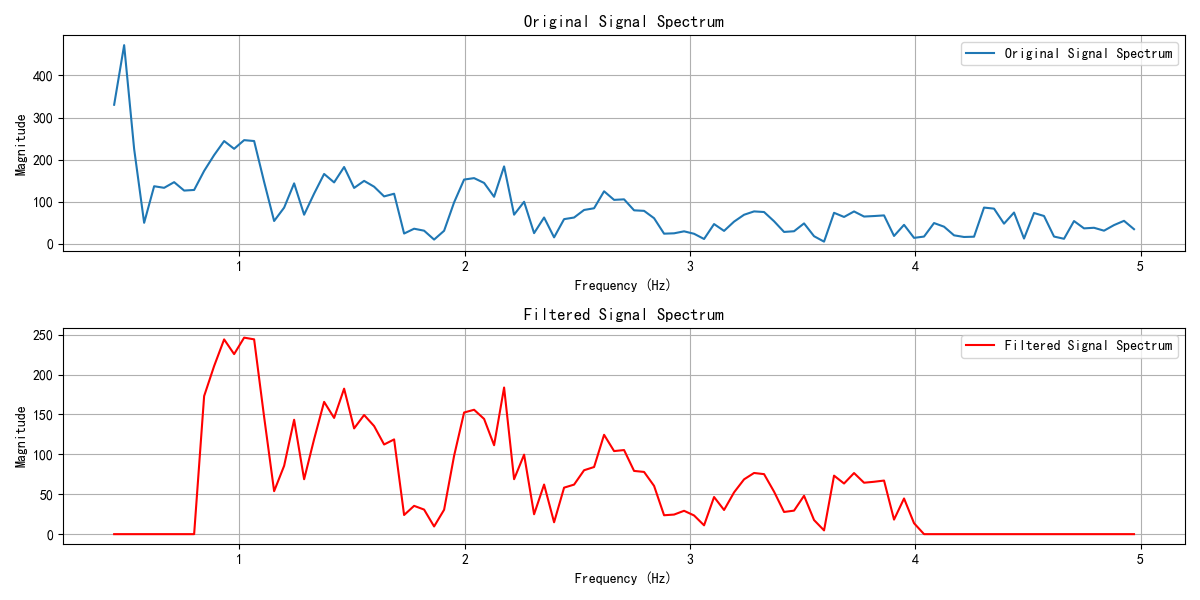 Original Signal Spectrum
Original Signal Spectrum
Magnitude
400
300
200
100
0
1
2
3
4
5
Frequency (Hz)
Filtered Signal Spectrum
Filtered Signal Spectrum
Magnitude
250
200
150
100
50
0
1
2
3
4
5
Frequency (Hz)